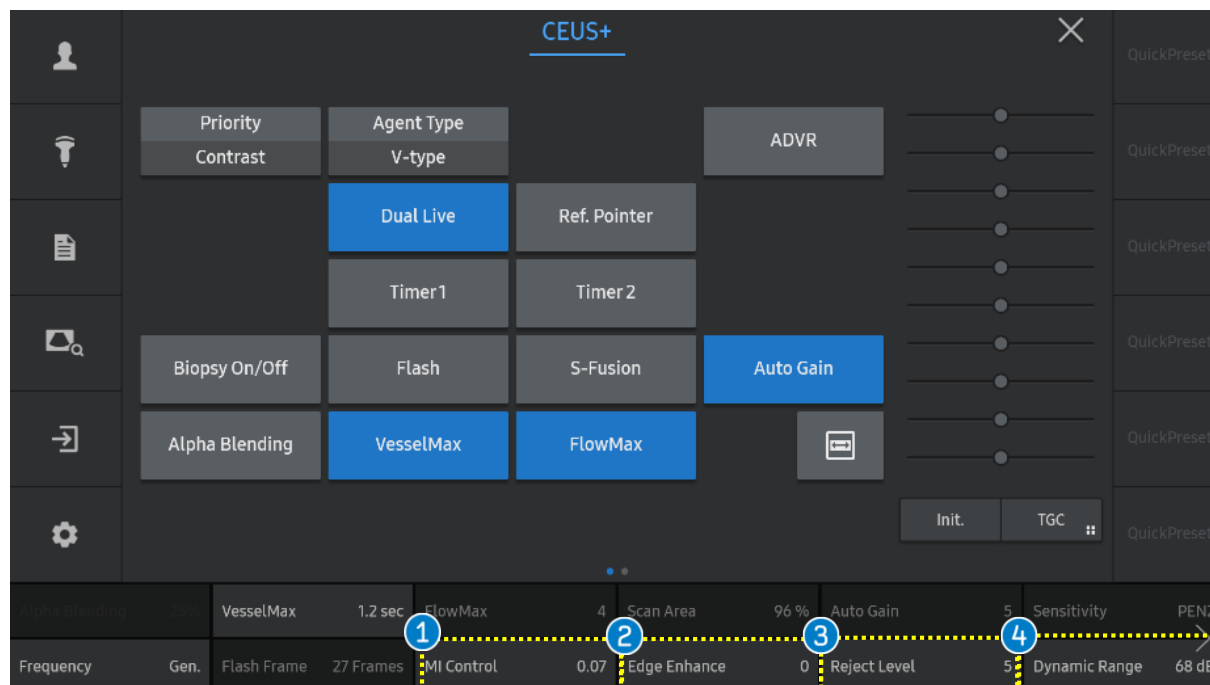 CEUS+
QuickPreset
Priority
Contrast
Agent Type
V-type
ADVR
QuickPreset
Dual Live
Ref. Pointer
QuickPreset
Timer1
Timer 2
QuickPreset
Biopsy On/Off
Flash
S-Fusion
Auto Gain
Alpha Blending
VesselMax
FlowMax
QuickPreset
Init.
TGC
QuickPreset
Alpha Blending 25% VesselMax 1.2 sec FlowMax 4 Scan Area 96 % Auto Gain 5 Sensitivity
1 2 3 4
Frequency Gen. Flash Frame 27 Frames MI Control 0.07 Edge Enhance 0 Reject Level 5 Dynamic Range 68 dB